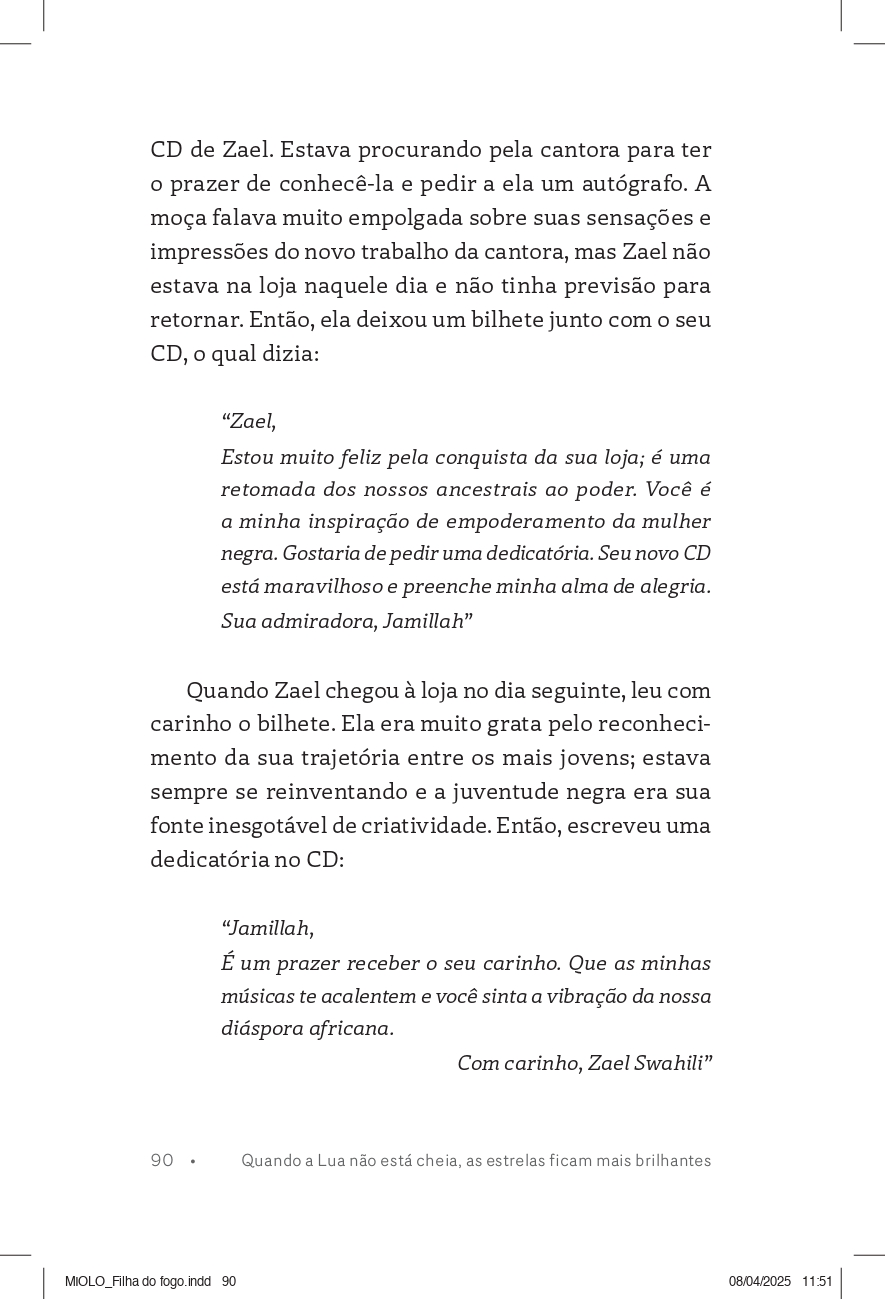 CD de Zael. Estava procurando pela cantora para ter
o prazer de conhecê-la e pedir a ela um autógrafo. A
moça falava muito empolgada sobre suas sensações e
impressões do novo trabalho da cantora, mas Zael não
estava na loja naquele dia e não tinha previsão para
retornar. Então, ela deixou um bilhete junto com o seu
CD, o qual dizia:
“Zael,
Estou muito feliz pela conquista da sua loja; é uma
retomada dos nossos ancestrais ao poder. Você é
a minha inspiração de empoderamento da mulher
negra. Gostaria de pedir uma dedicatória. Seu novo CD
está maravilhoso e preenche minha alma de alegria.
Sua admiradora, Jamillah”
Quando Zael chegou à loja no dia seguinte, leu com
carinho o bilhete. Ela era muito grata pelo reconheci-
mento da sua trajetória entre os mais jovens; estava
sempre se reinventando e a juventude negra era sua
fonte inesgotável de criatividade. Então, escreveu uma
dedicatória no CD:
“Jamillah,
É um prazer receber o seu carinho. Que as minhas
músicas te acalentem e você sinta a vibração da nossa
diáspora africana.
Com carinho, Zael Swahili”
90 • Quando a Lua não está cheia, as estrelas ficam mais brilhantes
MIOLO_Filha do fogo.indd 90 08/04/2025 11:51